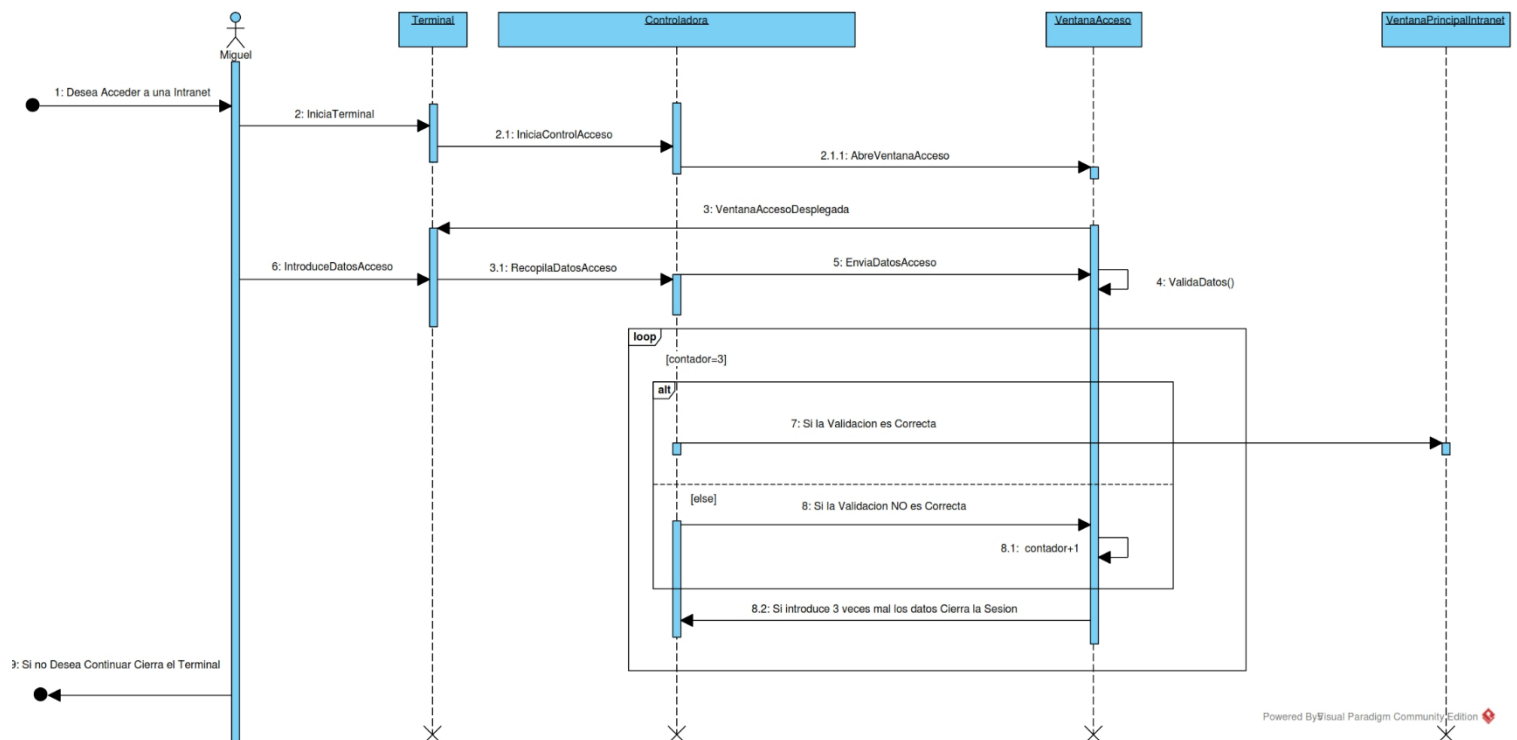 Terminal
Controladora
VentanaAcceso
VentanaPrincipalIntranet
Miguel
1: Desea Acceder a una Intranet
2: IniciaTerminal
2.1: IniciaControlAcceso
2.1.1: AbreVentanaAcceso
3: VentanaAccesoDesplegada
6: IntroduceDatosAcceso
3.1: RecopilaDatosAcceso
5: EnviaDatosAcceso
4: ValidaDatos()
loop
[contador=3]
alt
7: Si la Validacion es Correcta
[else]
8: Si la Validacion NO es Correcta
8.1: contador+1
8.2: Si introduce 3 veces mal los datos Cierra la Sesion
9: Si no Desea Continuar Cierra el Terminal
Powered By Visual Paradigm Community Edition